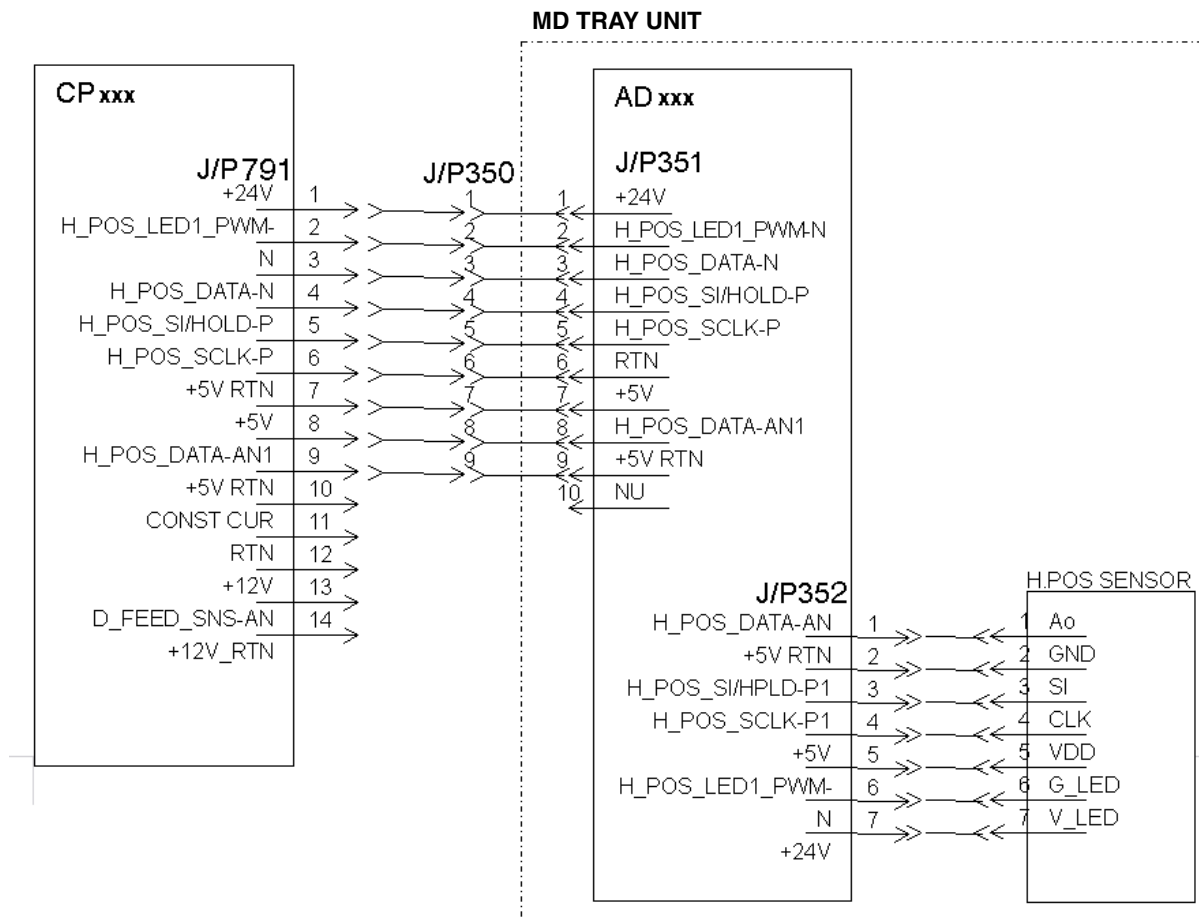 MD TRAY UNIT
CP xxx
J/P791
+24V 1
H_POS_LED1_PWM- 2
N 3
H_POS_DATA-N 4
H_POS_SI/HOLD-P 5
H_POS_SCLK-P 6
+5V RTN 7
+5V 8
H_POS_DATA-AN1 9
+5V RTN 10
CONST CUR 11
RTN 12
+12V 13
D_FEED_SNS-AN 14
+12V_RTN
J/P350
1
2
3
4
5
6
7
8
9
AD xxx
J/P351
1 +24V
2 H_POS_LED1_PWM-N
3 H_POS_DATA-N
4 H_POS_SI/HOLD-P
5 H_POS_SCLK-P
6 RTN
7 +5V
8 H_POS_DATA-AN1
9 +5V RTN
10 NU
J/P352
H_POS_DATA-AN 1
+5V RTN 2
H_POS_SI/HPLD-P1 3
H_POS_SCLK-P1 4
+5V 5
H_POS_LED1_PWM- 6
N 7
+24V
H.POS SENSOR
1 Ao
2 GND
3 SI
4 CLK
5 VDD
6 G_LED
7 V_LED